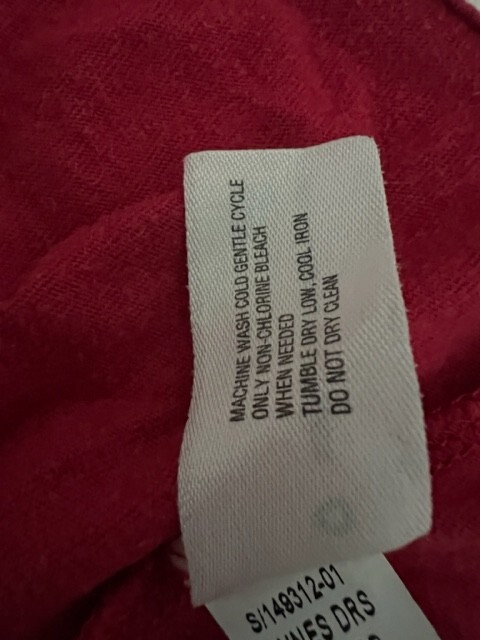 MACHINE WASH COLD GENTLE CYCLE
ONLY NON-CHLORINE BLEACH
WHEN NEEDED
TUMBLE DRY LOW, COOL IRON
DO NOT DRY CLEAN
S/149312-01
DRS